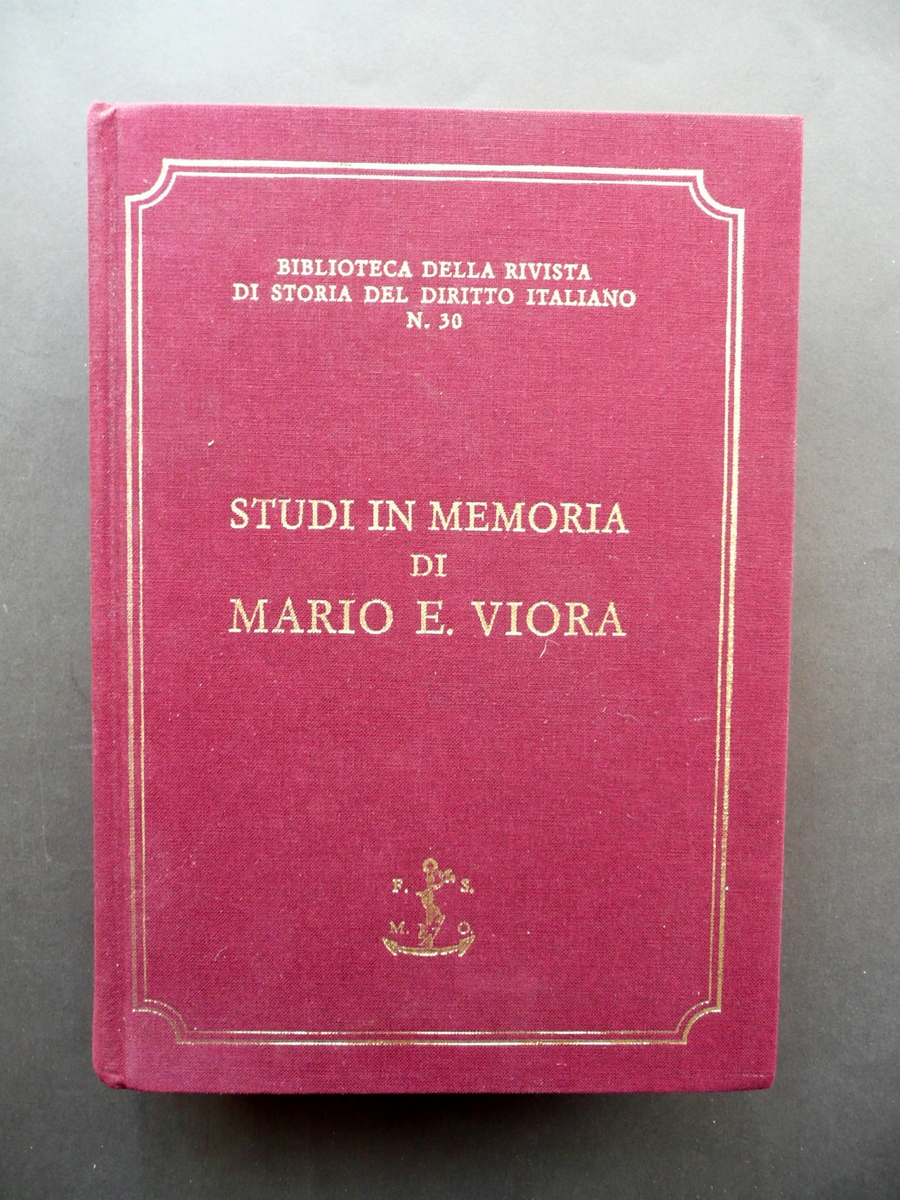 BIBLIOTECA DELLA RIVISTA
DI STORIA DEL DIRITTO ITALIANO
N. 30
STUDI IN MEMORIA
DI
MARIO E. VIORA
F. S.
M. O.